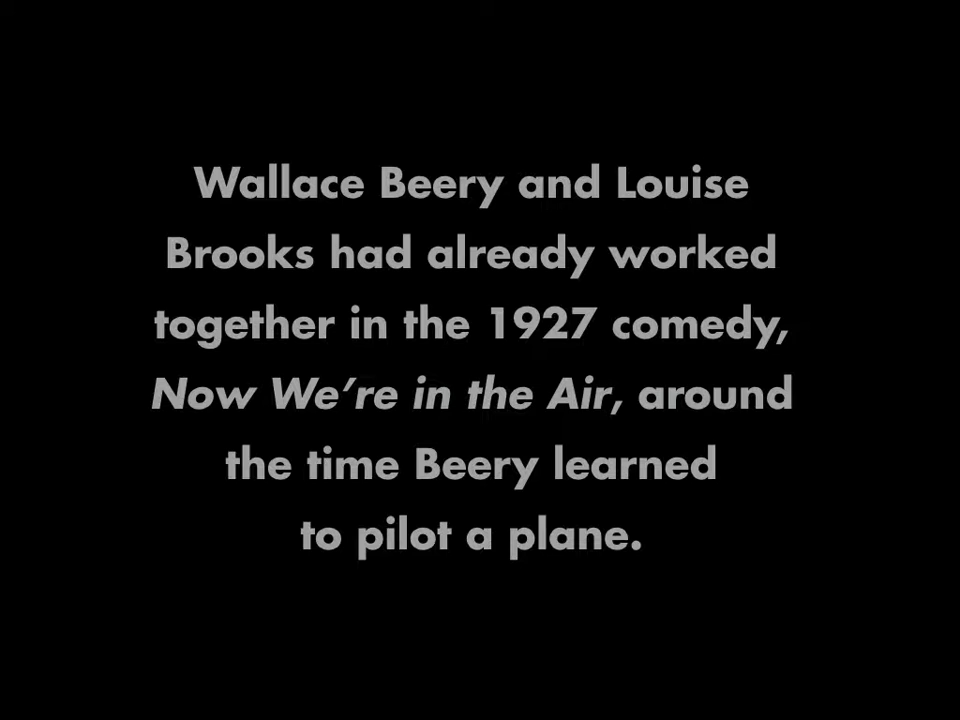 Wallace Beery and Louise
Brooks had already worked
together in the 1927 comedy,
Now We’re in the Air, around
the time Beery learned
to pilot a plane.